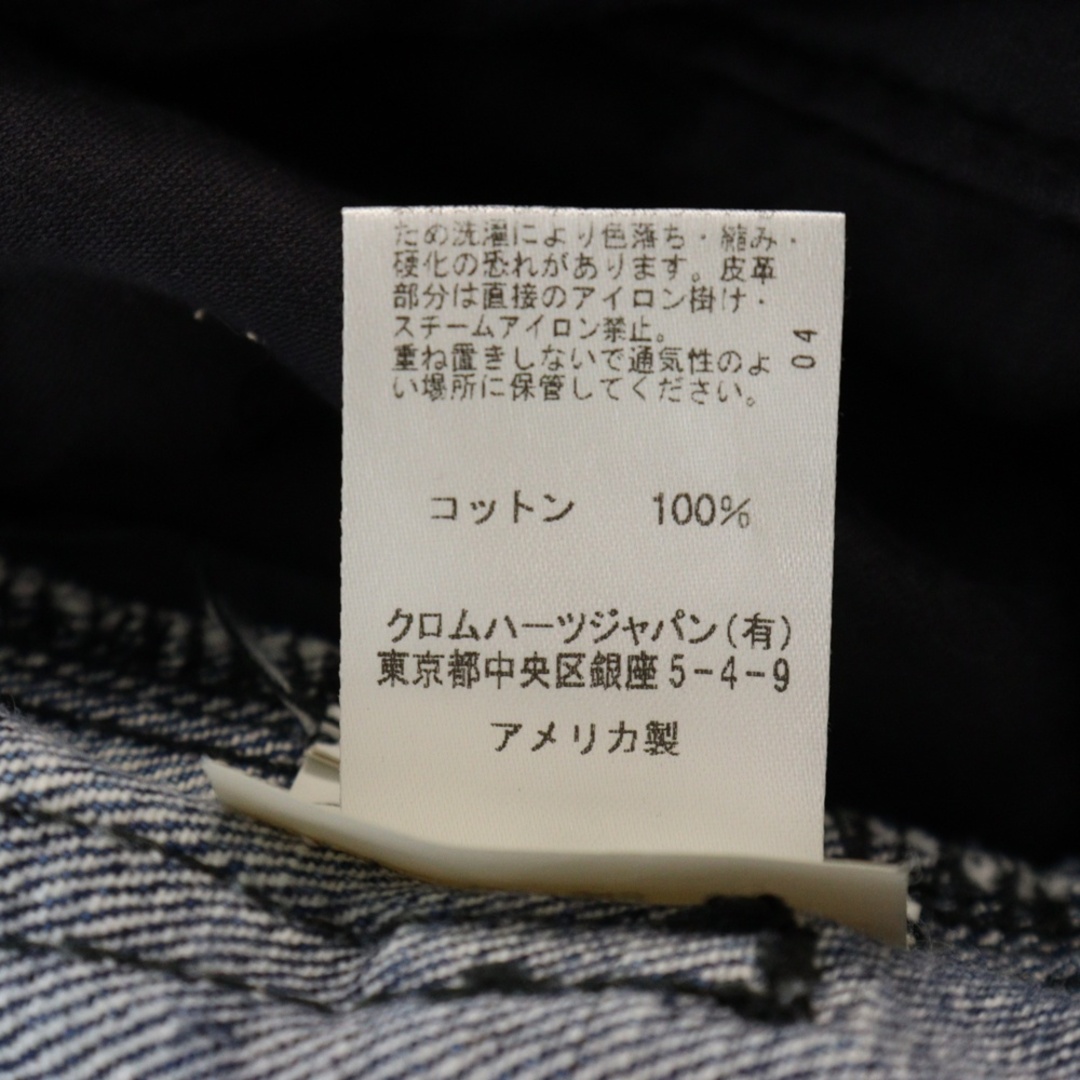 ため洗濯により色落ち・縮み・
硬化の恐れがあります。皮革
部分は直接のアイロン掛け・
スチームアイロン禁止。
重ね置きしないで通気性のよ
い場所に保管してください。
04
コットン 100%
クロムハーツジャパン(有)
東京都中央区銀座5-4-9
アメリカ製